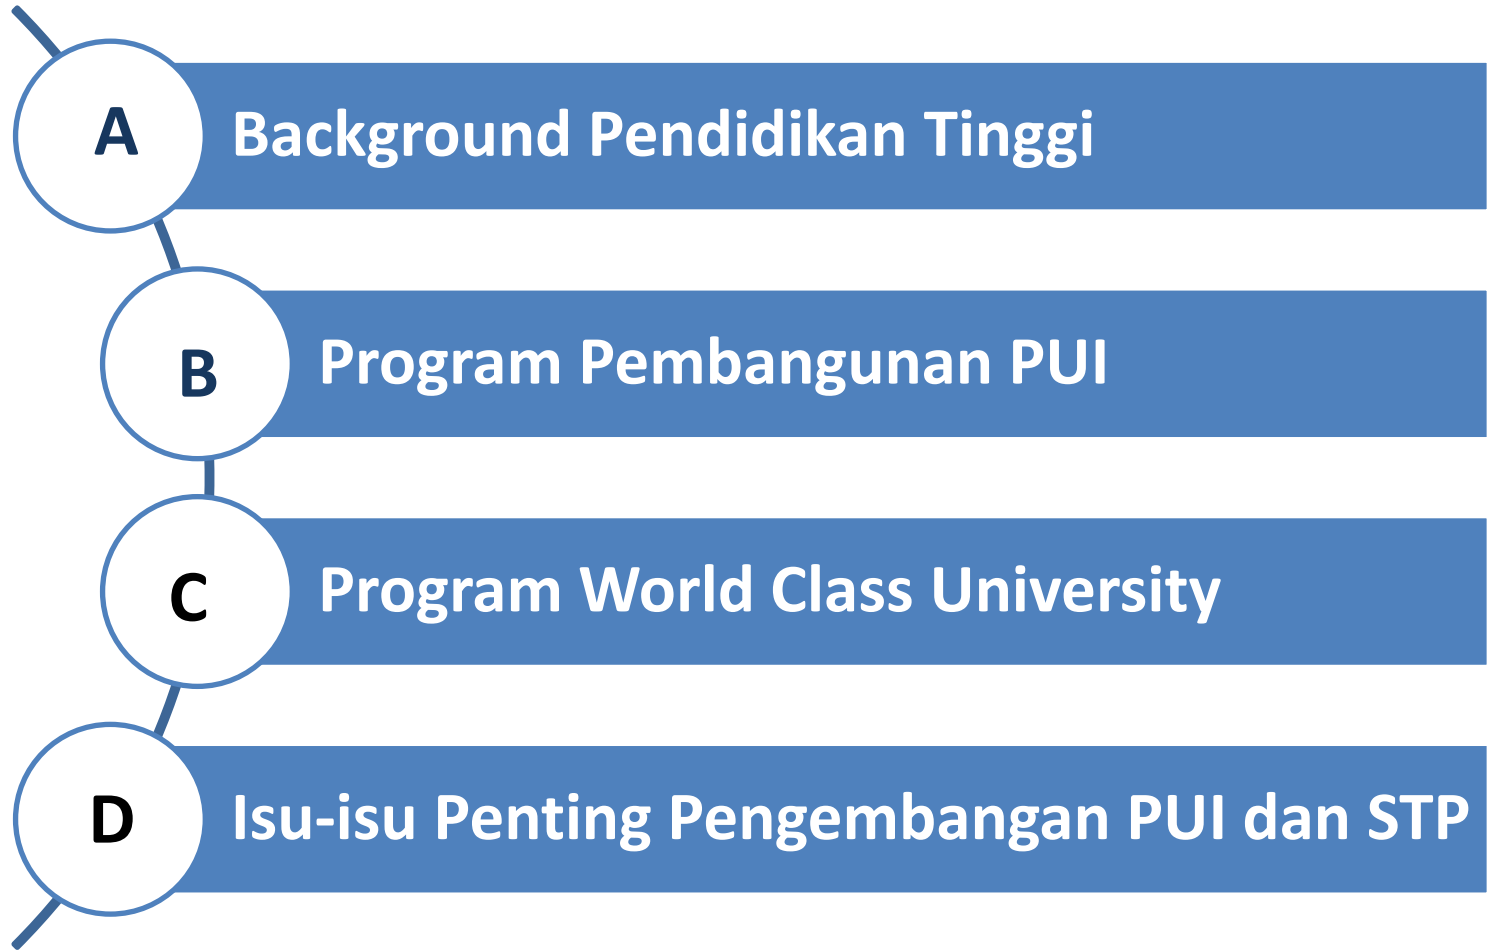 A
Background Pendidikan Tinggi
B
Program Pembangunan PUI
C
Program World Class University
D
Isu-isu Penting Pengembangan PUI dan STP